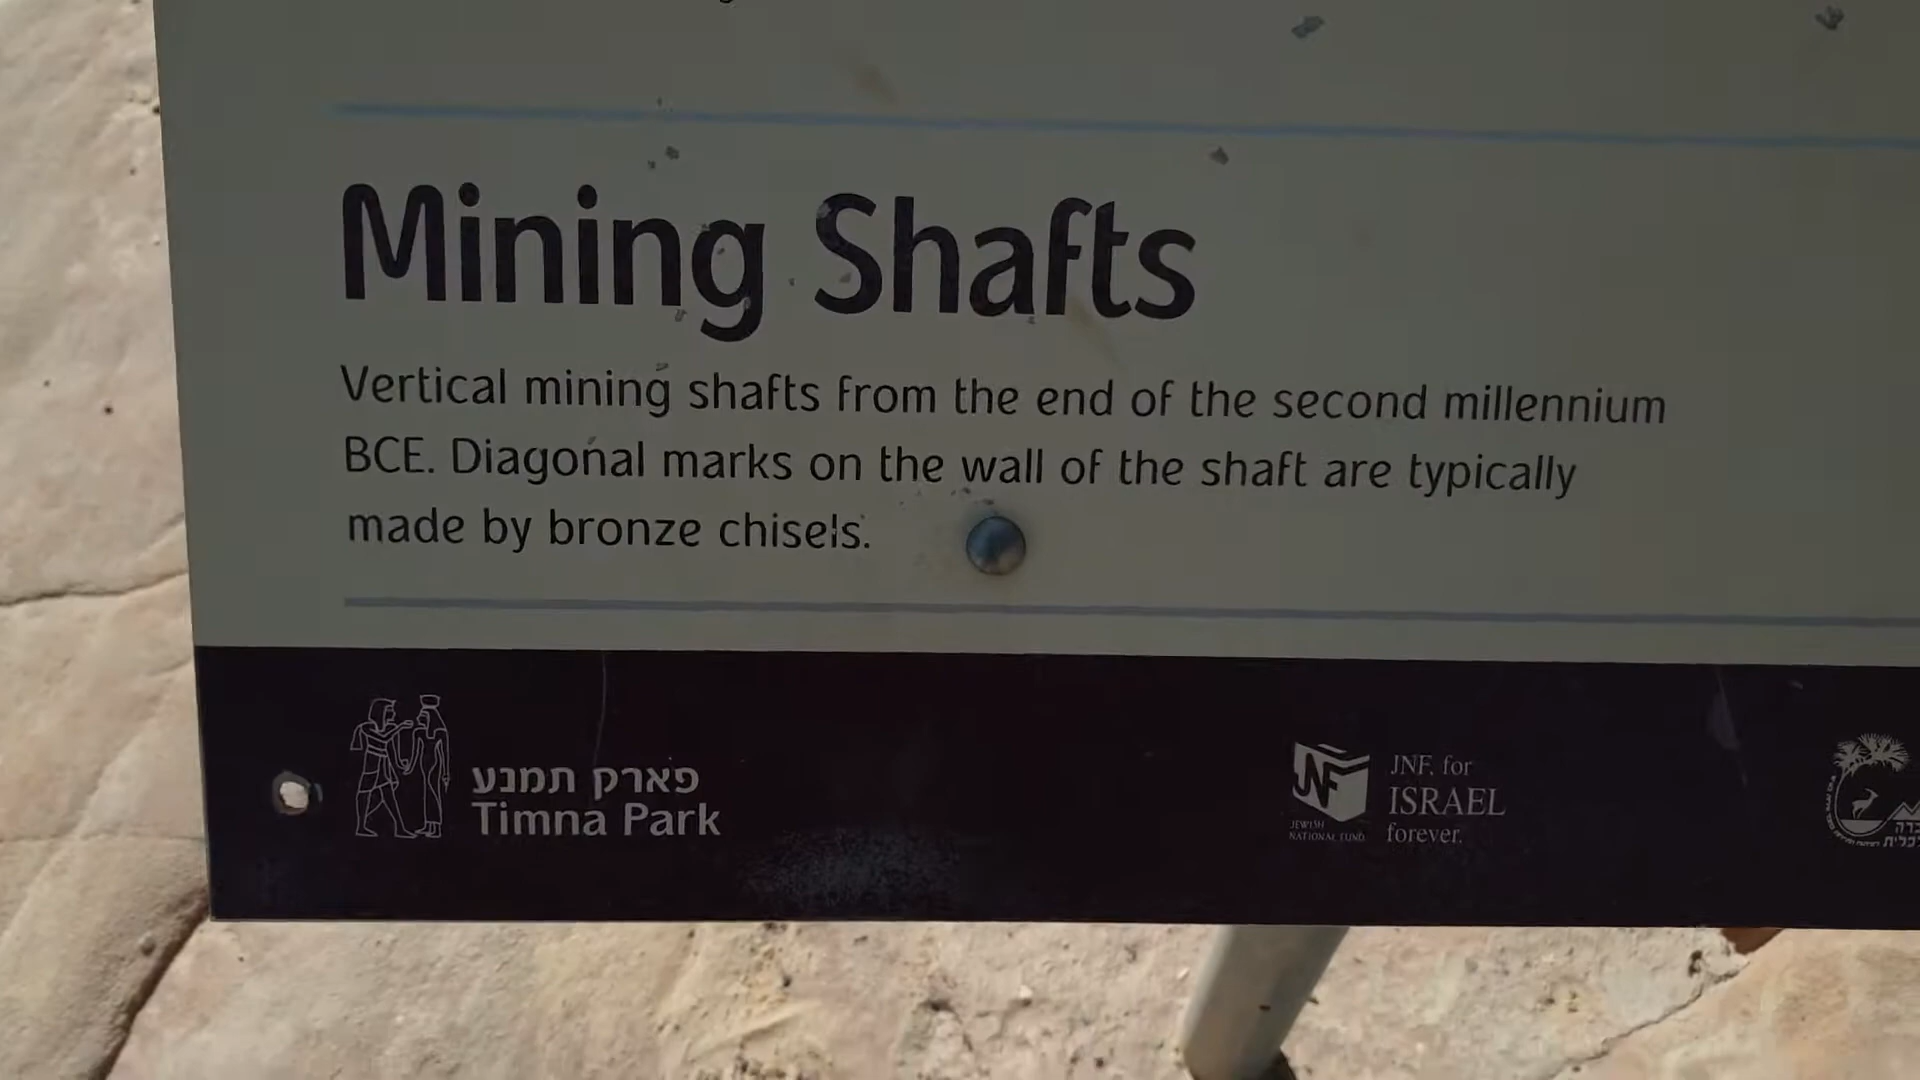 Mining Shafts
Vertical mining shafts from the end of the second millennium
BCE. Diagonal marks on the wall of the shaft are typically
made by bronze chisels.
פארק תמנע
Timna Park
JNF
JEWISH
NATIONAL FUND
JNF. for
ISRAEL
forever.